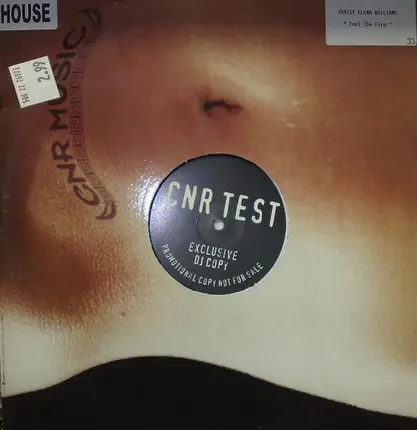 HOUSE
TRACEY ELENA WILLIAMS
" Feel The Fire "
33
2.99
CNR MUSIC
CNR TEST
EXCLUSIVE
DJ COPY
PROMOTIONAL COPY NOT FOR SALE